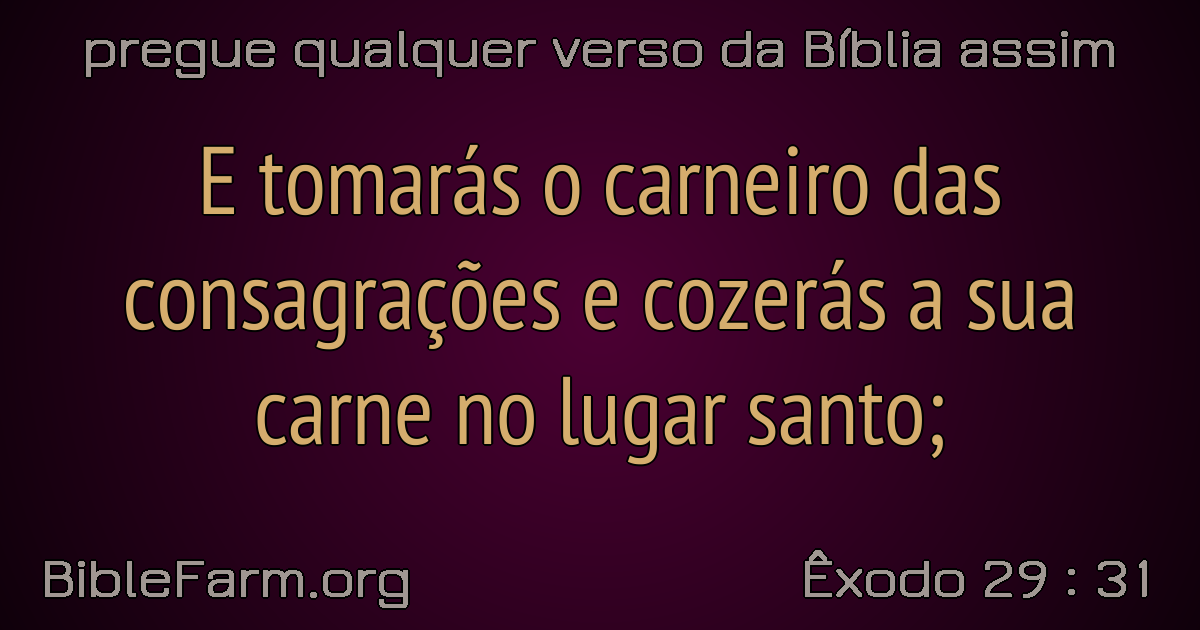 pregue qualquer verso da Bíblia assim
E tomarás o carneiro das
consagrações e cozerás a sua
carne no lugar santo;
BibleFarm.org
Êxodo 29 : 31